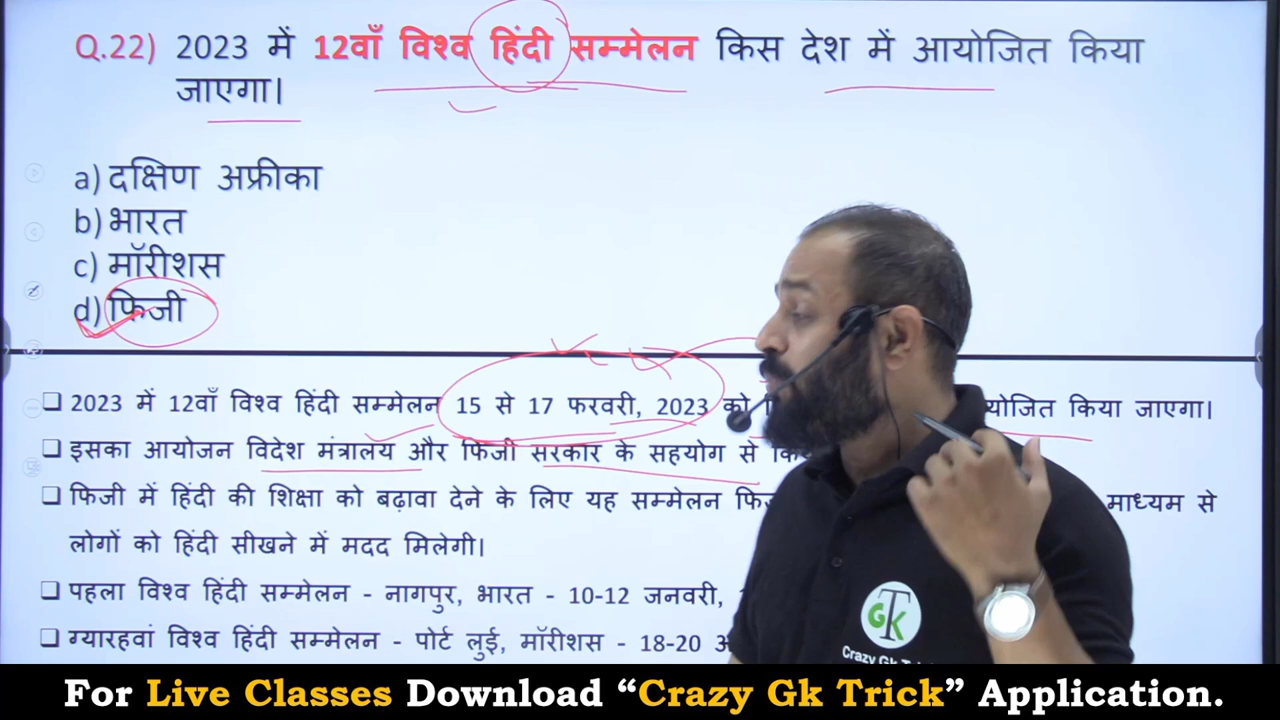 Q.22) 2023 में 12वाँ विश्व हिंदी सम्मेलन किस देश में आयोजित किया
जाएगा।
a) दक्षिण अफ्रीका
b) भारत
c) मॉरीशस
d) फिजी
❑ 2023 में 12वाँ विश्व हिंदी सम्मेलन 15 से 17 फरवरी, 2023 को योजित किया जाएगा।
❑ इसका आयोजन विदेश मंत्रालय और फिजी सरकार के सहयोग से
❑ फिजी में हिंदी की शिक्षा को बढ़ावा देने के लिए यह सम्मेलन माध्यम से
लोगों को हिंदी सीखने में मदद मिलेगी।
❑ पहला विश्व हिंदी सम्मेलन - नागपुर, भारत - 10-12 जनवरी,
❑ ग्यारहवां विश्व हिंदी सम्मेलन - पोर्ट लुई, मॉरीशस - 18-20
GTK
Crazy Gk
For Live Classes Download “Crazy Gk Trick” Application.